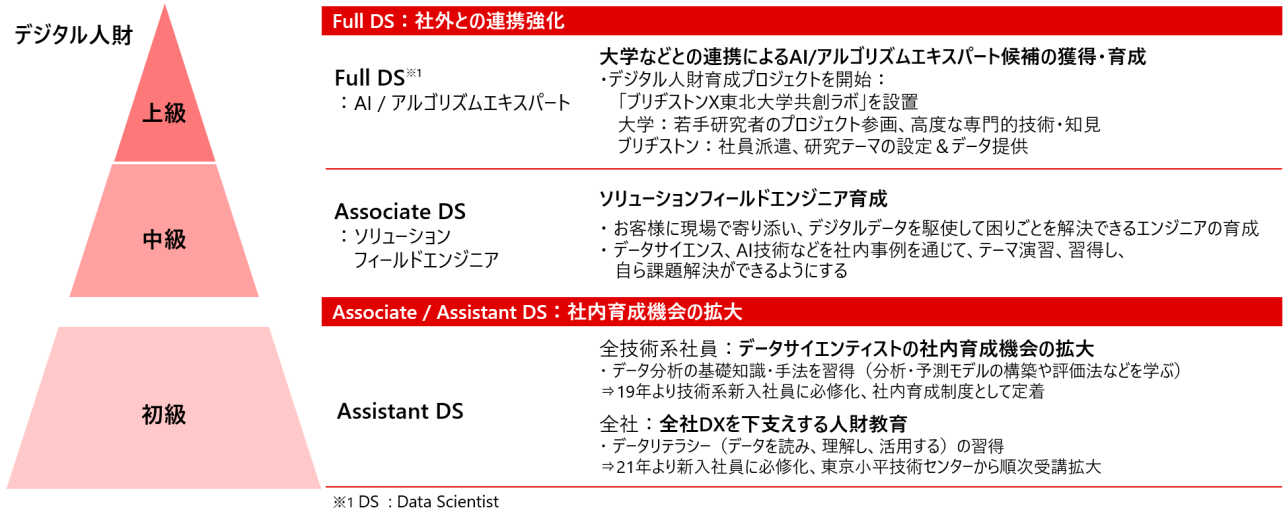 デジタル人財
上級
中級
初級
Full DS：社外との連携強化
Full DS※1
：AI / アルゴリズムエキスパート
大学などとの連携によるAI/アルゴリズムエキスパート候補の獲得・育成
・デジタル人財育成プロジェクトを開始：
「ブリヂストンX東北大学共創ラボ」を設置
大学：若手研究者のプロジェクト参画、高度な専門的技術・知見
ブリヂストン：社員派遣、研究テーマの設定＆データ提供
Associate DS
：ソリューション
フィールドエンジニア
ソリューションフィールドエンジニア育成
・お客様に現場で寄り添い、デジタルデータを駆使して困りごとを解決できるエンジニアの育成
・データサイエンス、AI技術などを社内事例を通じて、テーマ演習、習得し、
自ら課題解決ができるようにする
Associate / Assistant DS：社内育成機会の拡大
Assistant DS
全技術系社員：データサイエンティストの社内育成機会の拡大
・データ分析の基礎知識・手法を習得（分析・予測モデルの構築や評価法などを学ぶ）
⇒19年より技術系新入社員に必修化、社内育成制度として定着
全社：全社DXを下支えする人財教育
・データリテラシー（データを読み、理解し、活用する）の習得
⇒21年より新入社員に必修化、東京小平技術センターから順次受講拡大
※1 DS ：Data Scientist